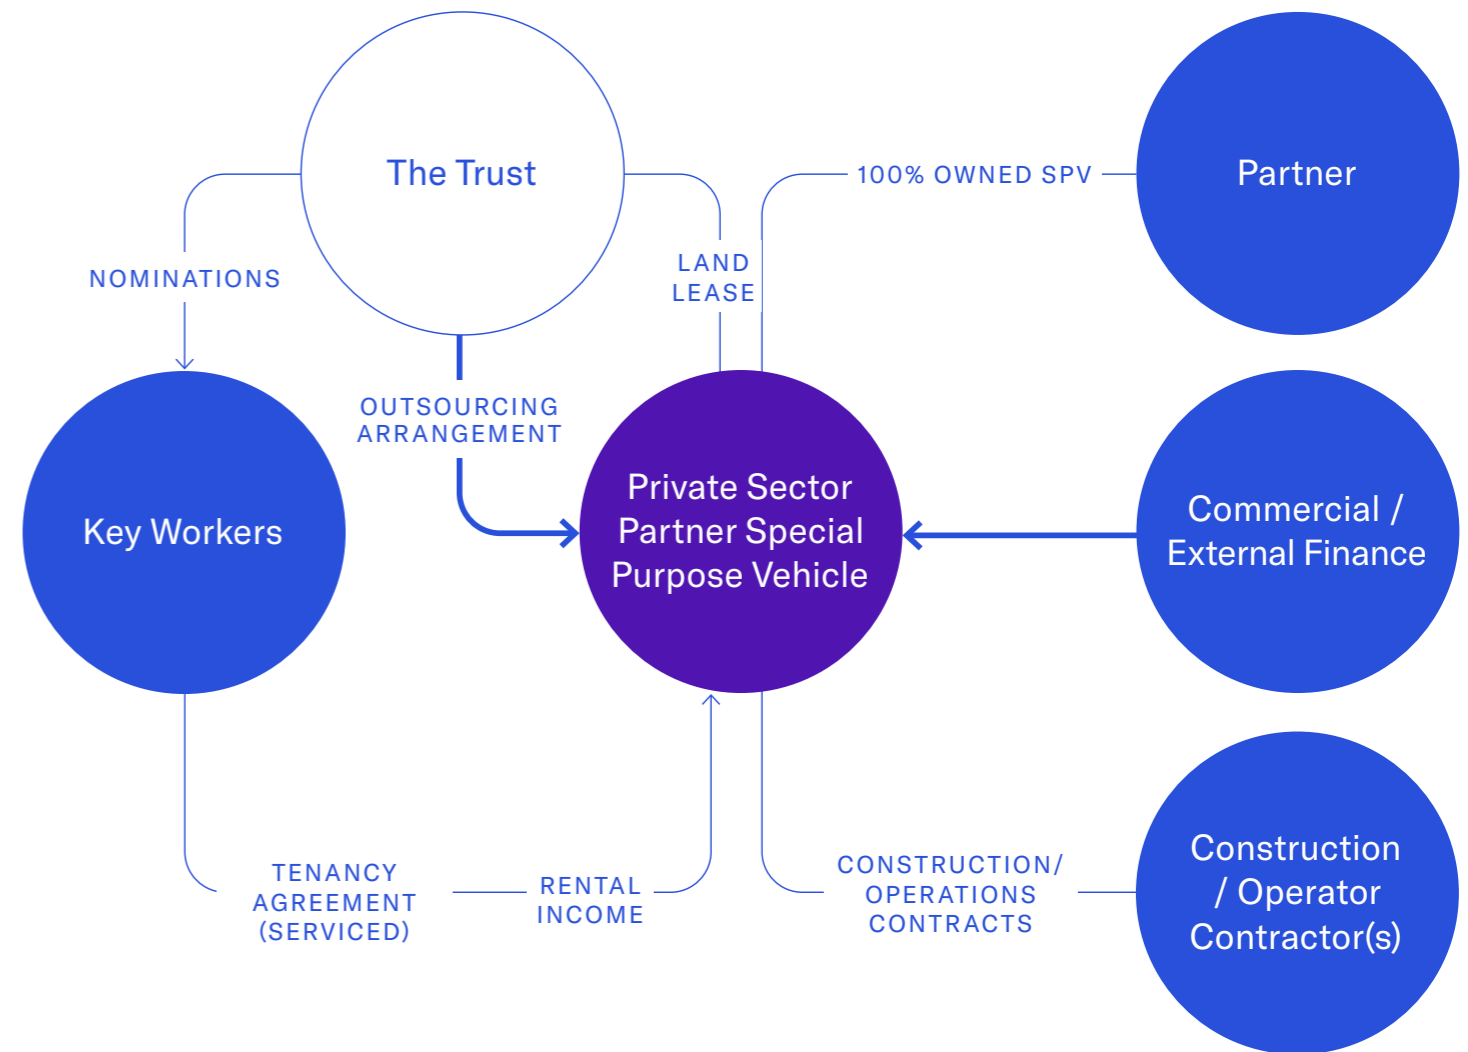 The Trust
100% OWNED SPV
Partner
NOMINATIONS
LAND
LEASE
OUTSOURCING
ARRANGEMENT
Key Workers
Private Sector
Partner Special
Purpose Vehicle
Commercial /
External Finance
TENANCY
AGREEMENT
(SERVICED)
RENTAL
INCOME
CONSTRUCTION/
OPERATIONS
CONTRACTS
Construction
/ Operator
Contractor(s)